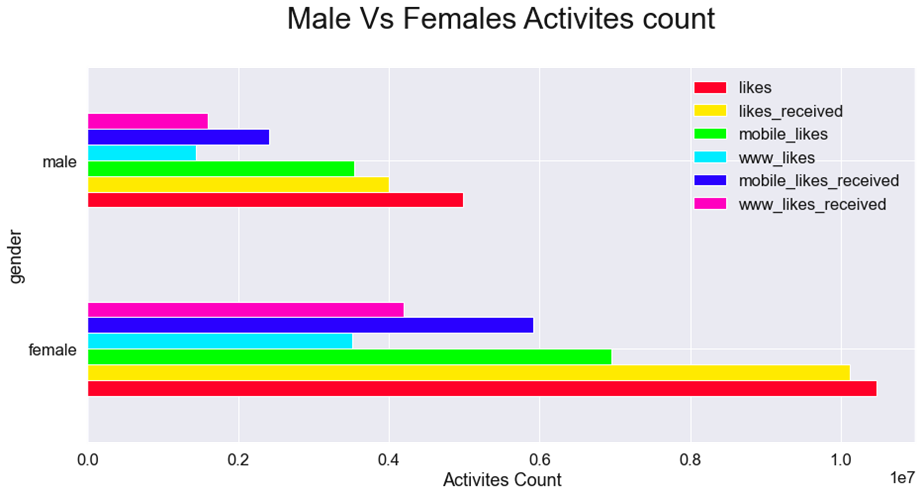 Male Vs Females Activites count
likes
likes_received
mobile_likes
www_likes
mobile_likes_received
www_likes_received
male
gender
female
0.0 0.2 0.4 0.6 0.8 1.0
1e7
Activites Count